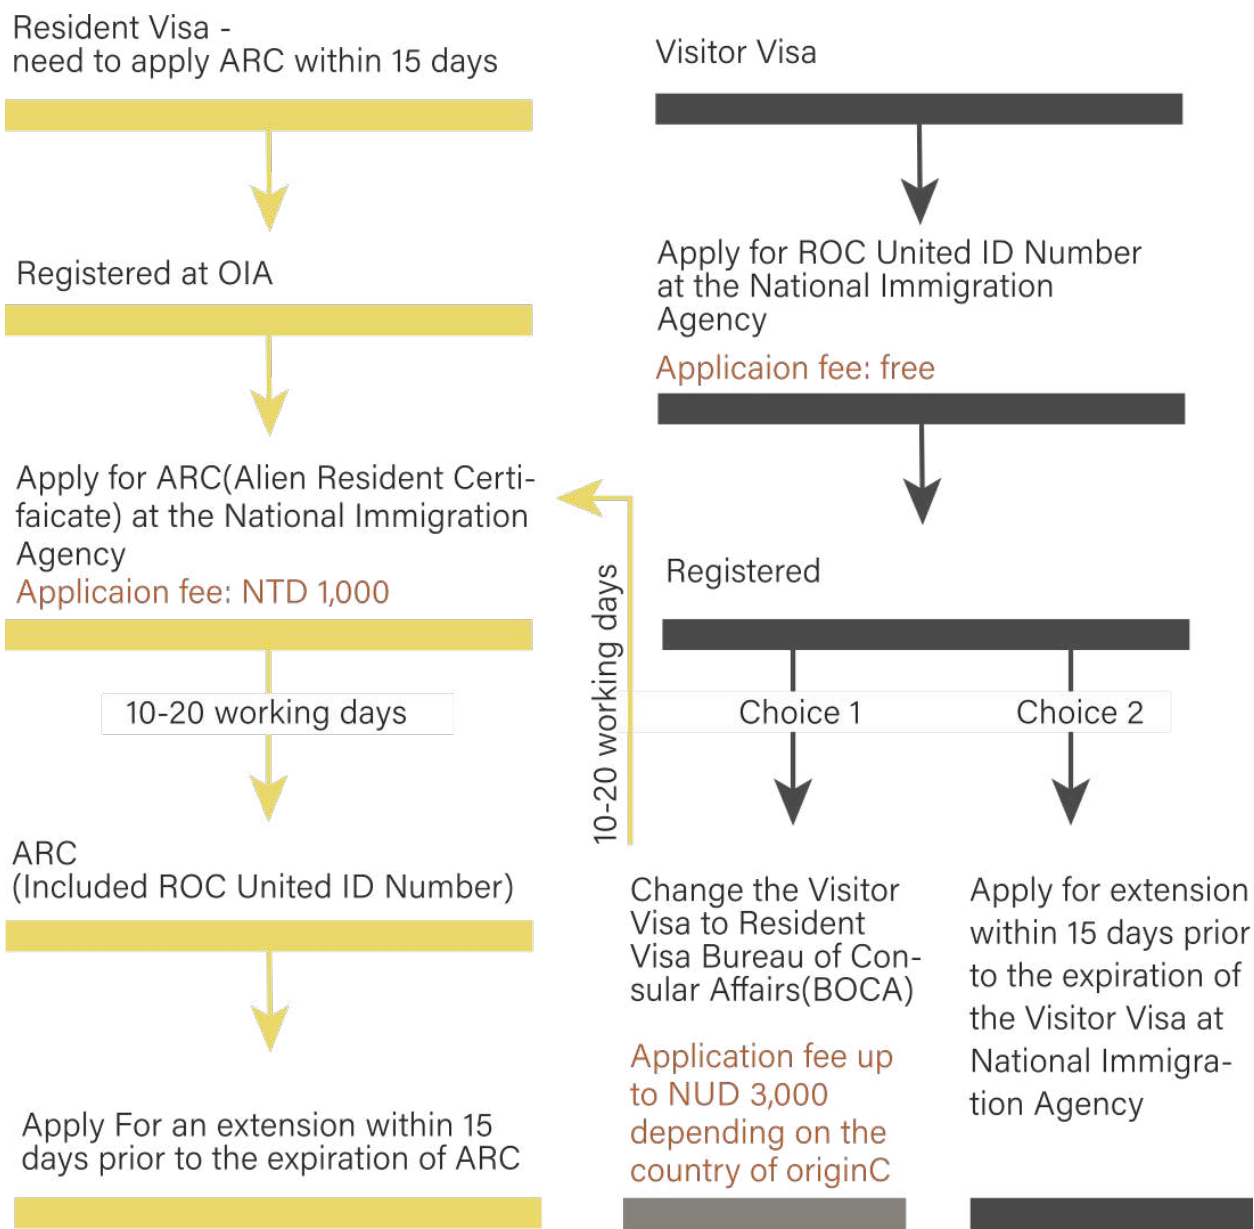 Resident Visa -
need to apply ARC within 15 days
Registered at OIA
Apply for ARC(Alien Resident Certi-
faicate) at the National Immigration
Agency
Applicaion fee: NTD 1,000
10-20 working days
ARC
(Included ROC United ID Number)
Apply For an extension within 15
days prior to the expiration of ARC
10-20 working days
Visitor Visa
Apply for ROC United ID Number
at the National Immigration
Agency
Applicaion fee: free
Registered
Choice 1
Choice 2
Change the Visitor
Visa to Resident
Visa Bureau of Con-
sular Affairs(BOCA)
Application fee up
to NUD 3,000
depending on the
country of originC
Apply for extension
within 15 days prior
to the expiration of
the Visitor Visa at
National Immigra-
tion Agency